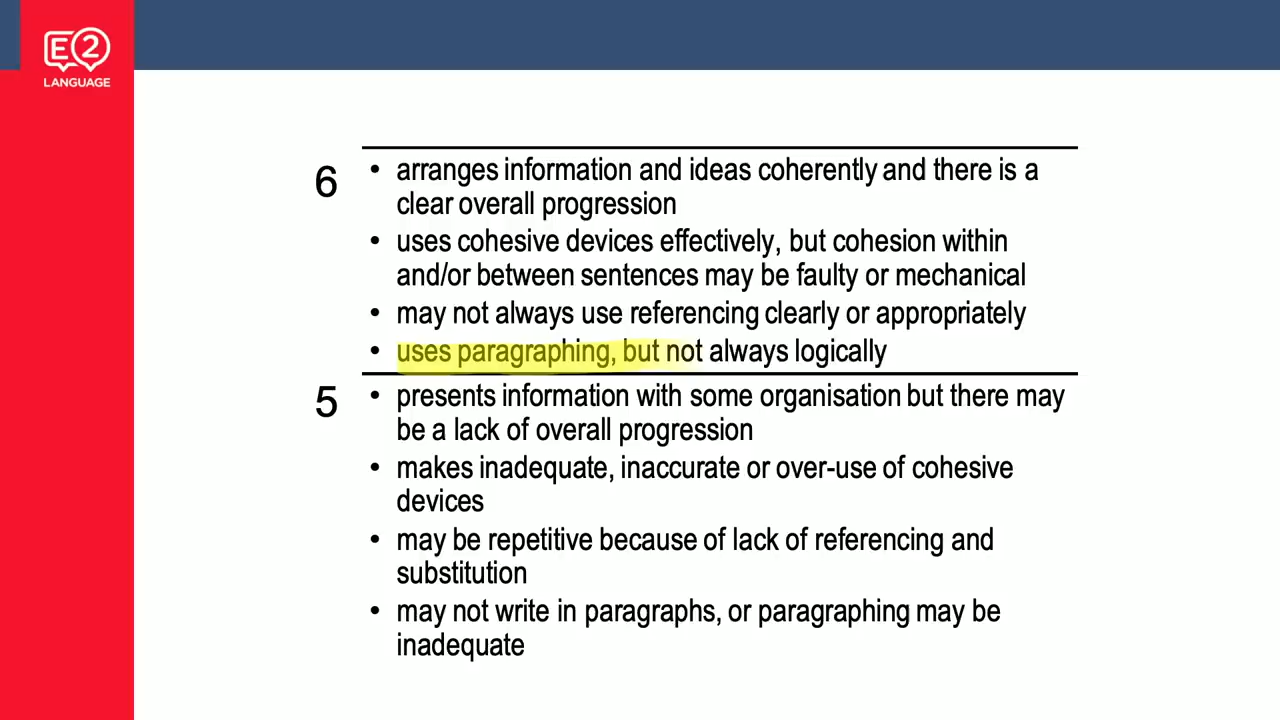 E2
LANGUAGE
6
• arranges information and ideas coherently and there is a
clear overall progression
• uses cohesive devices effectively, but cohesion within
and/or between sentences may be faulty or mechanical
• may not always use referencing clearly or appropriately
• uses paragraphing, but not always logically
5
• presents information with some organisation but there may
be a lack of overall progression
• makes inadequate, inaccurate or over-use of cohesive
devices
• may be repetitive because of lack of referencing and
substitution
• may not write in paragraphs, or paragraphing may be
inadequate